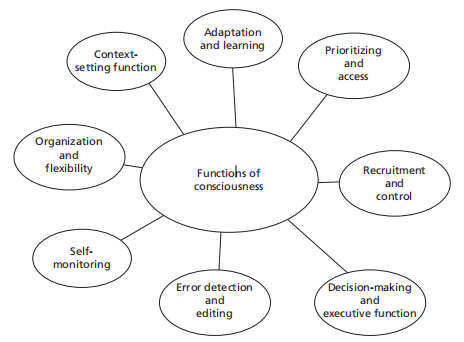 Adaptation
and learning
Context-
setting function
Prioritizing
and
access
Organization
and
flexibility
Functions of
consciousness
Recruitment
and
control
Self-
monitoring
Error detection
and
editing
Decision-making
and
executive function